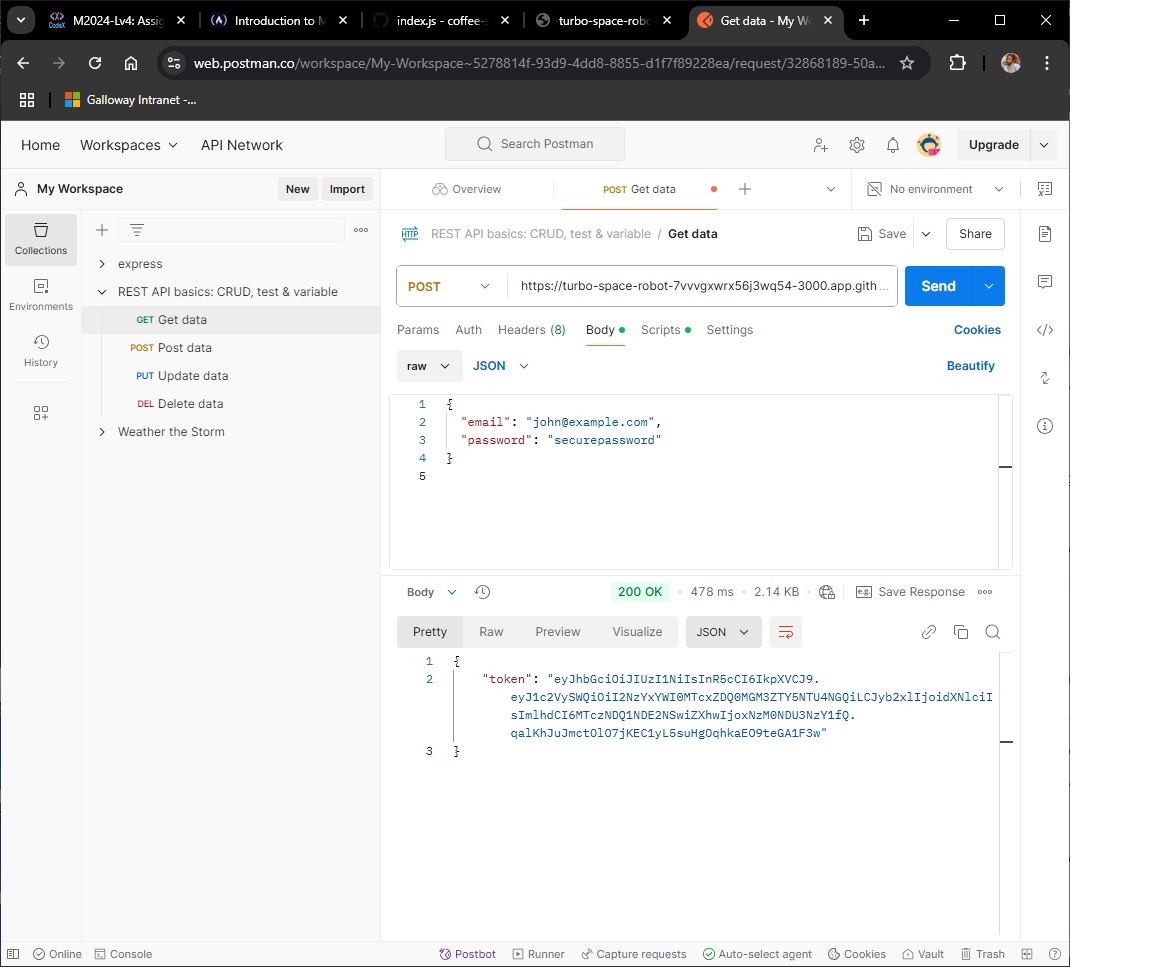 M2024-Lv4: Assig
Introduction to M
index.js - coffee-s
turbo-space-robo
Get data - My Wo
web.postman.co/workspace/My-Workspace~5278814f-93d9-4dd8-8855-d1f7f89228ea/request/32868189-50a...
Galloway Intranet -...
Home Workspaces API Network Search Postman Upgrade
My Workspace New Import Overview POST Get data No environment
Collections
Environments
History
express
REST API basics: CRUD, test & variable
GET Get data
POST Post data
PUT Update data
DEL Delete data
Weather the Storm
HTTP REST API basics: CRUD, test & variable / Get data Save Share
POST https://turbo-space-robot-7vvvgxwrx56j3wq54-3000.app.gith ... Send
Params Auth Headers (8) Body Scripts Settings Cookies
raw JSON Beautify
1 {
2 "email": "john@example.com",
3 "password": "securepassword"
4 }
5
Body 200 OK 478 ms 2.14 KB e.g. Save Response
Pretty Raw Preview Visualize JSON
1 {
2 "token": "eyJhbGciOiJIUzI1NiIsInR5cCI6IkpXVCJ9.
eyJ1c2VySWQiOiI2NzYxYWI0MTcxZDQ0MGM3ZTY5NTU4NGQiLCJyb2xlIjoidXNlciI
sImlhdCI6MTczNDQ1NDE2NSwiZXhwIjoxNzM0NDU3NzY1fQ.
qalKhJuJmctOlO7jKEC1yL5suHgOqhkaEO9teGA1F3w"
3 }
Online Console Postbot Runner Capture requests Auto-select agent Cookies Vault Trash